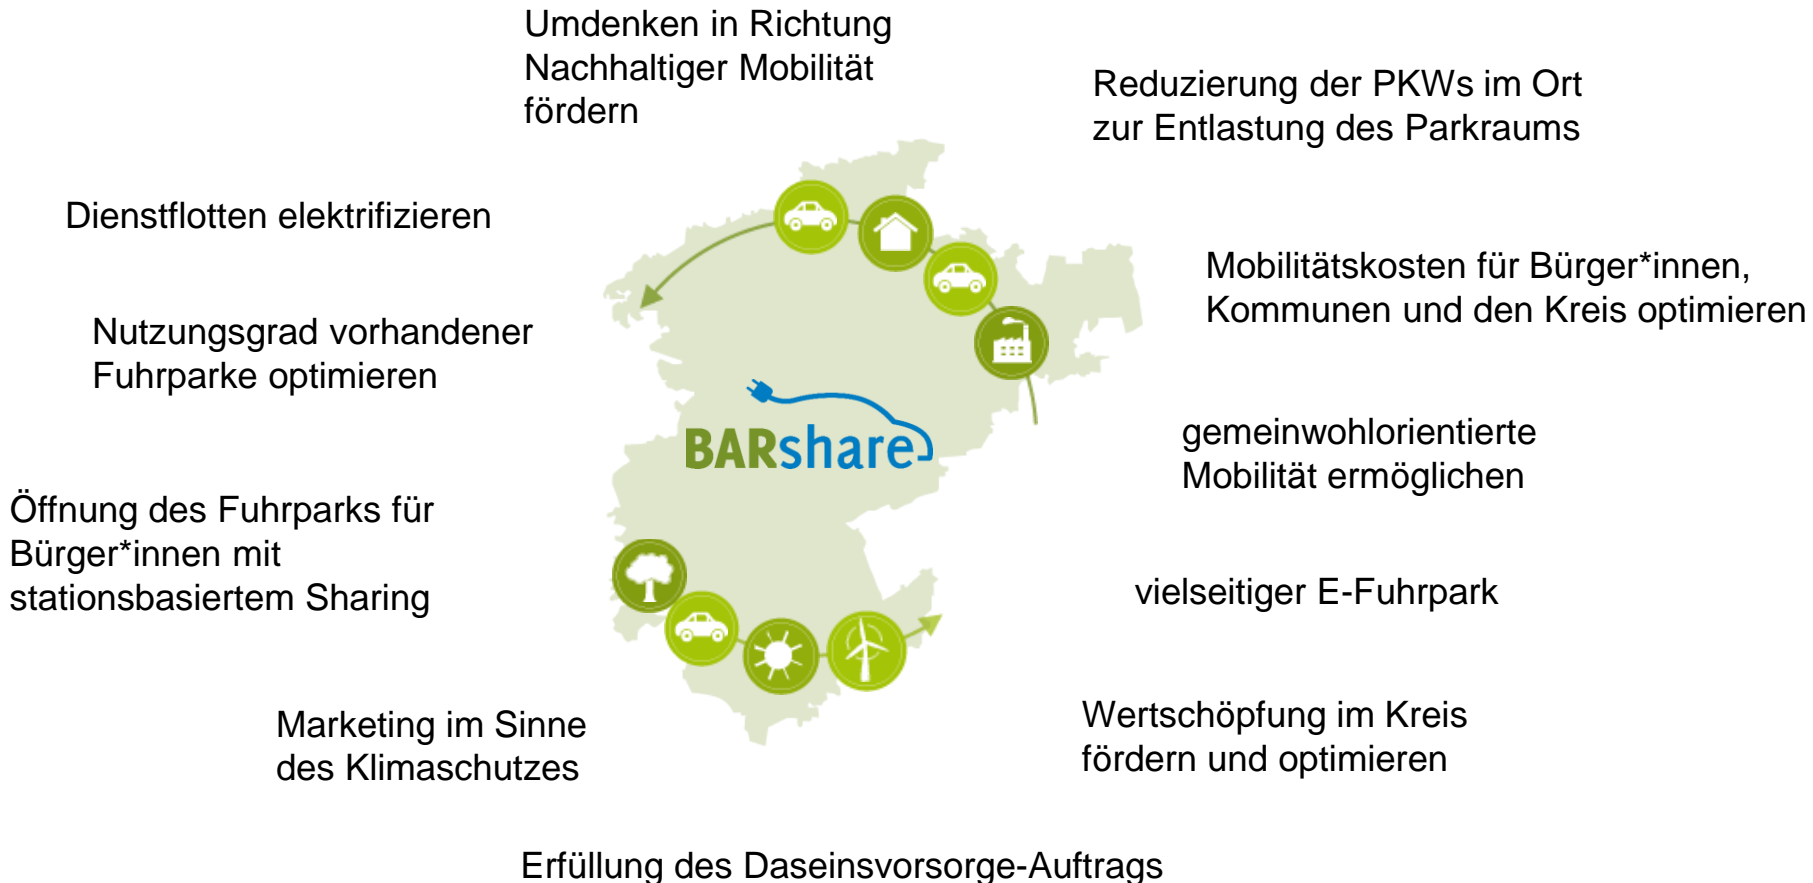 Umdenken in Richtung
Nachhaltiger Mobilität
fördern
Reduzierung der PKWs im Ort
zur Entlastung des Parkraums
Dienstflotten elektrifizieren
Mobilitätskosten für Bürger*innen,
Kommunen und den Kreis optimieren
Nutzungsgrad vorhandener
Fuhrparke optimieren
BARshare
gemeinwohlorientierte
Mobilität ermöglichen
Öffnung des Fuhrparks für
Bürger*innen mit
stationsbasiertem Sharing
vielseitiger E-Fuhrpark
Marketing im Sinne
des Klimaschutzes
Wertschöpfung im Kreis
fördern und optimieren
Erfüllung des Daseinsvorsorge-Auftrags